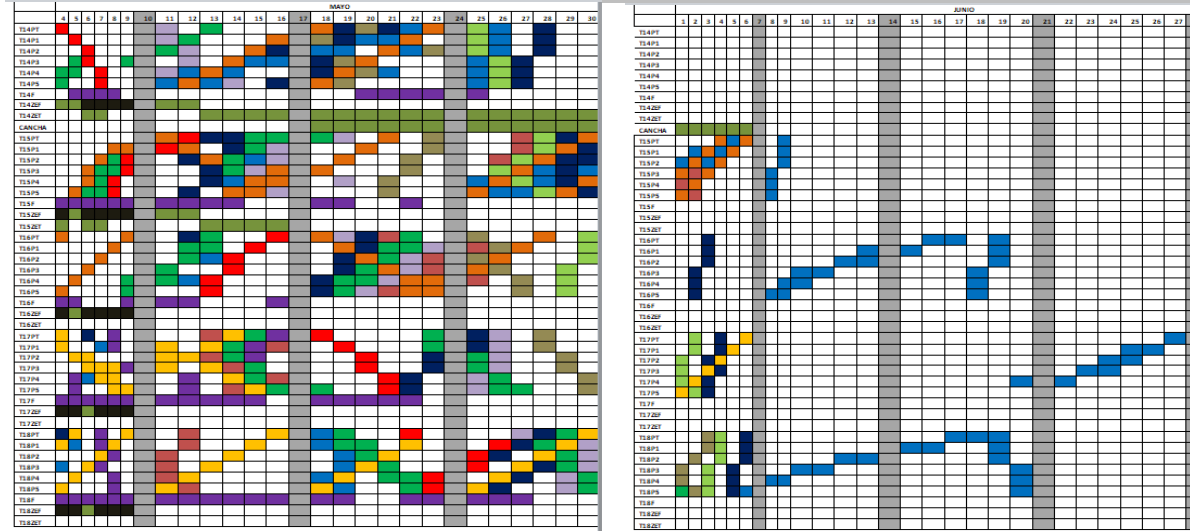 MAYO
4 5 6 7 8 9 10 11 12 13 14 15 16 17 18 19 20 21 22 23 24 25 26 27 28 29 30
T14PT
T14P1
T14P2
T14P3
T14P4
T14P5
T14F
T14ZEF
T14ZET
CANCHA
T15PT
T15P1
T15P2
T15P3
T15P4
T15P5
T15F
T15ZEF
T15ZET
T16PT
T16P1
T16P2
T16P3
T16P4
T16P5
T16F
T16ZEF
T16ZET
T17PT
T17P1
T17P2
T17P3
T17P4
T17P5
T17F
T17ZEF
T17ZET
T18PT
T18P1
T18P2
T18P3
T18P4
T18P5
T18F
T18ZEF
T18ZET
JUNIO
1 2 3 4 5 6 7 8 9 10 11 12 13 14 15 16 17 18 19 20 21 22 23 24 25 26 27
T14PT
T14P1
T14P2
T14P3
T14P4
T14P5
T14F
T14ZEF
T14ZET
CANCHA
T15PT
T15P1
T15P2
T15P3
T15P4
T15P5
T15F
T15ZEF
T15ZET
T16PT
T16P1
T16P2
T16P3
T16P4
T16P5
T16F
T16ZEF
T16ZET
T17PT
T17P1
T17P2
T17P3
T17P4
T17P5
T17F
T17ZEF
T17ZET
T18PT
T18P1
T18P2
T18P3
T18P4
T18P5
T18F
T18ZEF
T18ZET